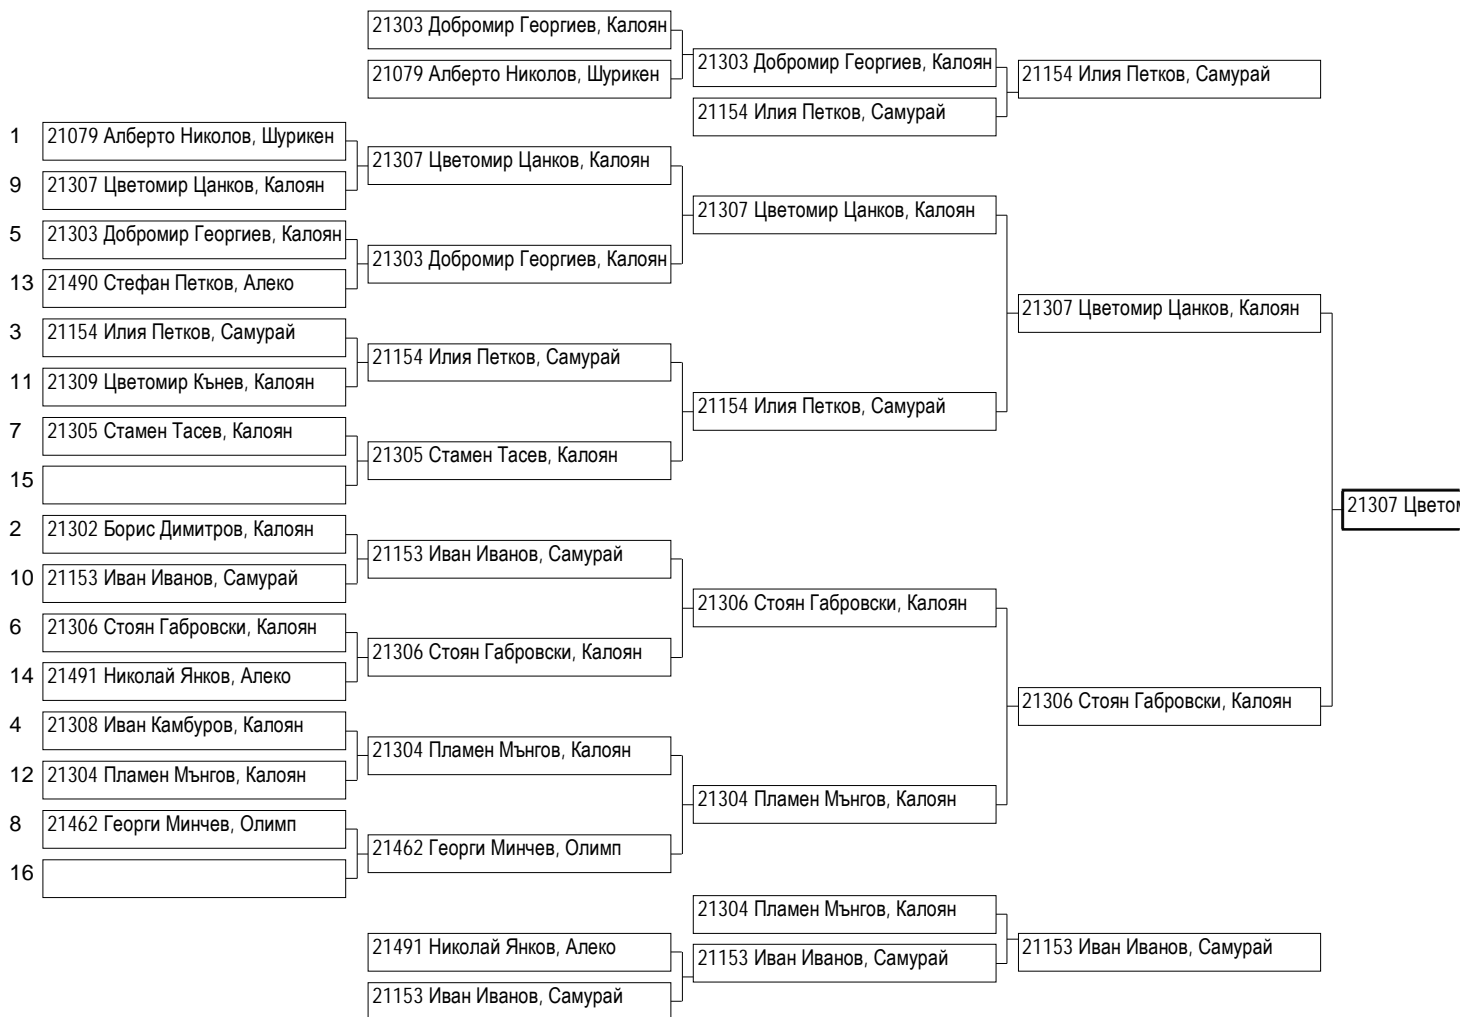 21303 Добромир Георгиев, Калоян
21079 Алберто Николов, Шурикен
21303 Добромир Георгиев, Калоян
21154 Илия Петков, Самурай
21154 Илия Петков, Самурай
1 21079 Алберто Николов, Шурикен
9 21307 Цветомир Цанков, Калоян
5 21303 Добромир Георгиев, Калоян
13 21490 Стефан Петков, Алеко
3 21154 Илия Петков, Самурай
11 21309 Цветомир Кънев, Калоян
7 21305 Стамен Тасев, Калоян
15
2 21302 Борис Димитров, Калоян
10 21153 Иван Иванов, Самурай
6 21306 Стоян Габровски, Калоян
14 21491 Николай Янков, Алеко
4 21308 Иван Камбуров, Калоян
12 21304 Пламен Мънгов, Калоян
8 21462 Георги Минчев, Олимп
16
21307 Цветомир Цанков, Калоян
21303 Добромир Георгиев, Калоян
21154 Илия Петков, Самурай
21305 Стамен Тасев, Калоян
21153 Иван Иванов, Самурай
21306 Стоян Габровски, Калоян
21304 Пламен Мънгов, Калоян
21462 Георги Минчев, Олимп
21307 Цветомир Цанков, Калоян
21154 Илия Петков, Самурай
21306 Стоян Габровски, Калоян
21304 Пламен Мънгов, Калоян
21307 Цветомир Цанков, Калоян
21306 Стоян Габровски, Калоян
21307
21491 Николай Янков, Алеко
21153 Иван Иванов, Самурай
21304 Пламен Мънгов, Калоян
21153 Иван Иванов, Самурай
21153 Иван Иванов, Самурай